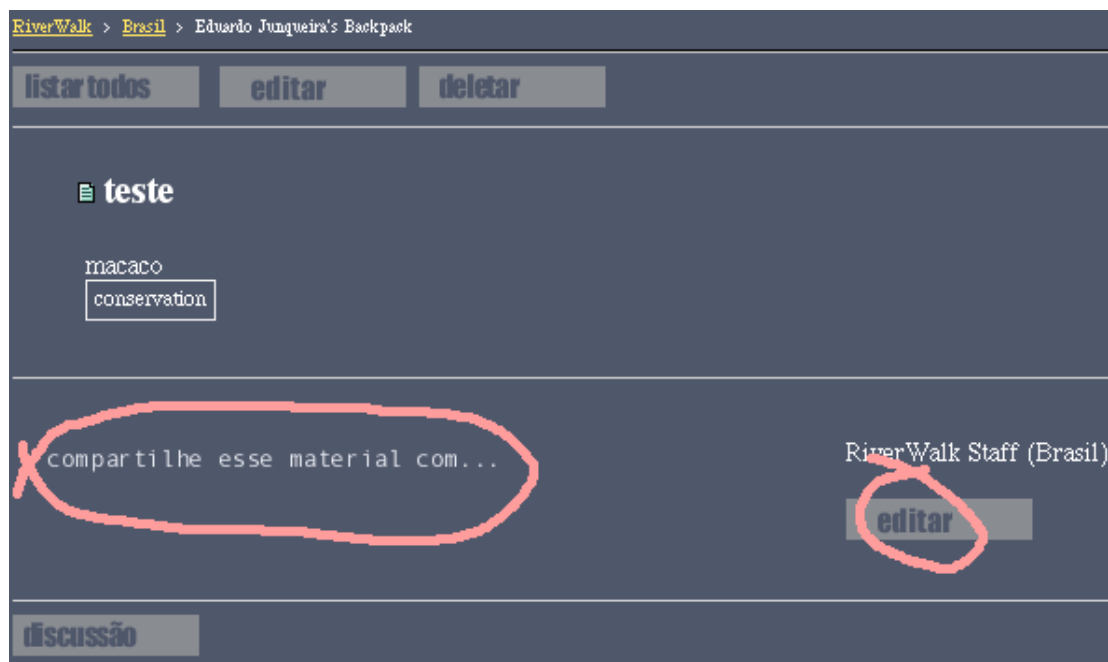 RiverWalk > Brasil > Eduardo Junqueira's Backpack
listar todos editar deletar
teste
macaco
conservation
compartilhe esse material com...
RiverWalk Staff (Brasil)
editar
discussão